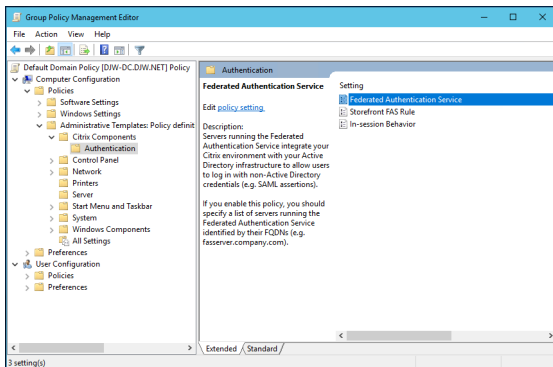 Group Policy Management Editor
File Action View Help
Default Domain Policy [DJW-DC.DJW.NET] Policy
Computer Configuration
Policies
Software Settings
Windows Settings
Administrative Templates: Policy definit
Citrix Components
Authentication
Control Panel
Network
Printers
Server
Start Menu and Taskbar
System
Windows Components
All Settings
Preferences
User Configuration
Policies
Preferences
Authentication
Federated Authentication Service
Edit policy setting
Description:
Servers running the Federated
Authentication Service integrate your
Citrix environment with your Active
Directory infrastructure to allow users
to log in with non-Active Directory
credentials (e.g. SAML assertions).
If you enable this policy, you should
specify a list of servers running the
Federated Authentication Service
identified by their FQDNs (e.g.
fasserver.company.com).
Setting
Federated Authentication Service
Storefront FAS Rule
In-session Behavior
Extended Standard
3 setting(s)